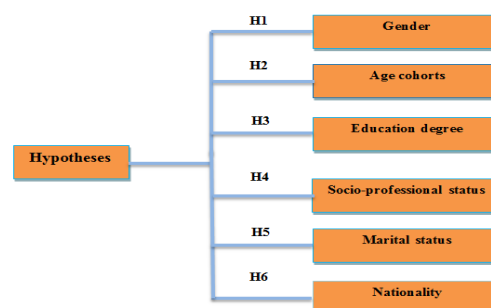 H1
Gender
H2
Age cohorts
H3
Education degree
Hypotheses
H4
Socio-professional status
H5
Marital status
H6
Nationality